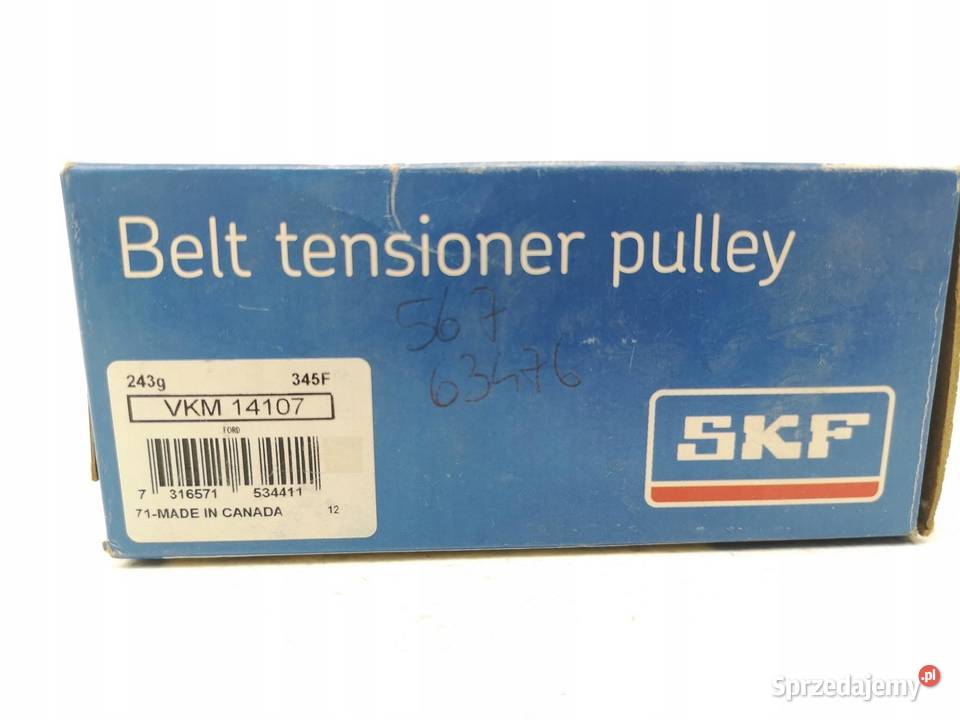 Belt tensioner pulley
567
63476
243g 345F
VKM 14107
FORD
7 316571 534411
71-MADE IN CANADA 12
SKF
Sprzedajemy.pl